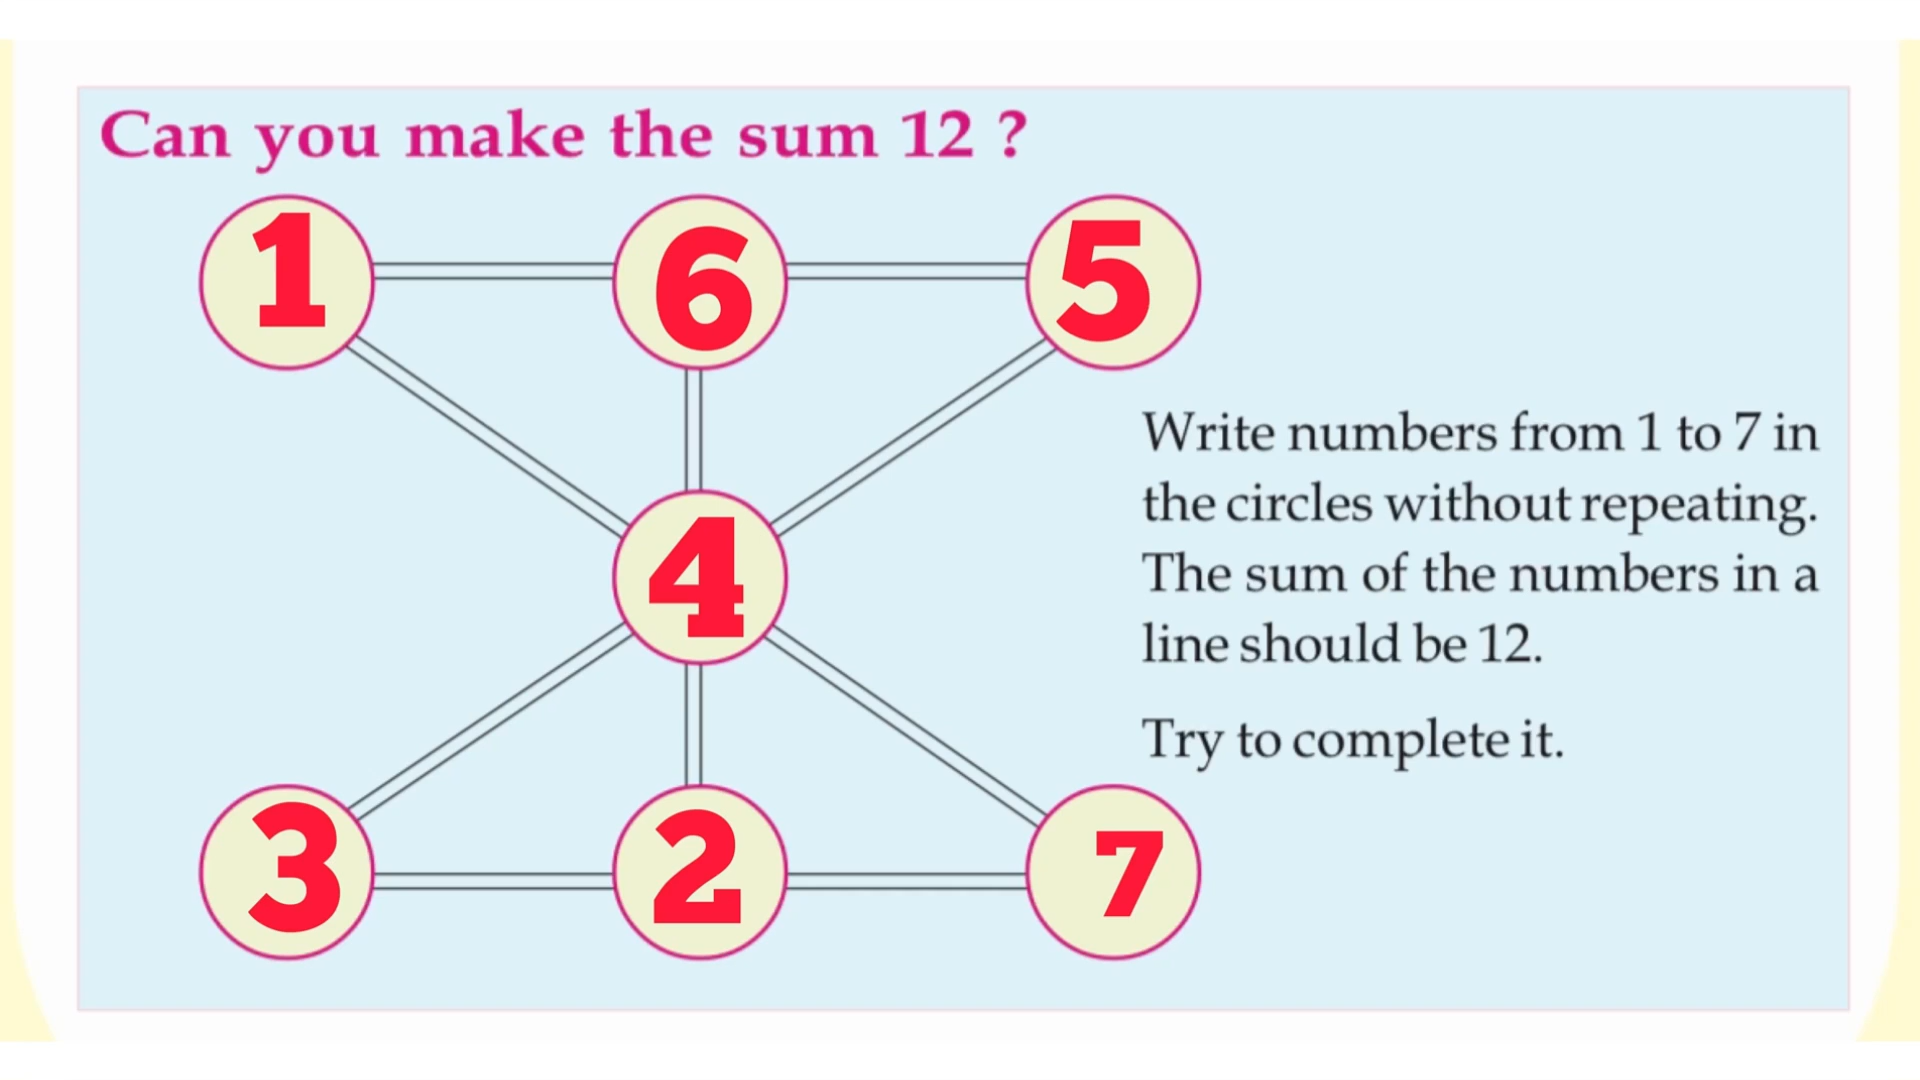 Can you make the sum 12 ?
1 6 5
4
3 2 7
Write numbers from 1 to 7 in
the circles without repeating.
The sum of the numbers in a
line should be 12.
Try to complete it.